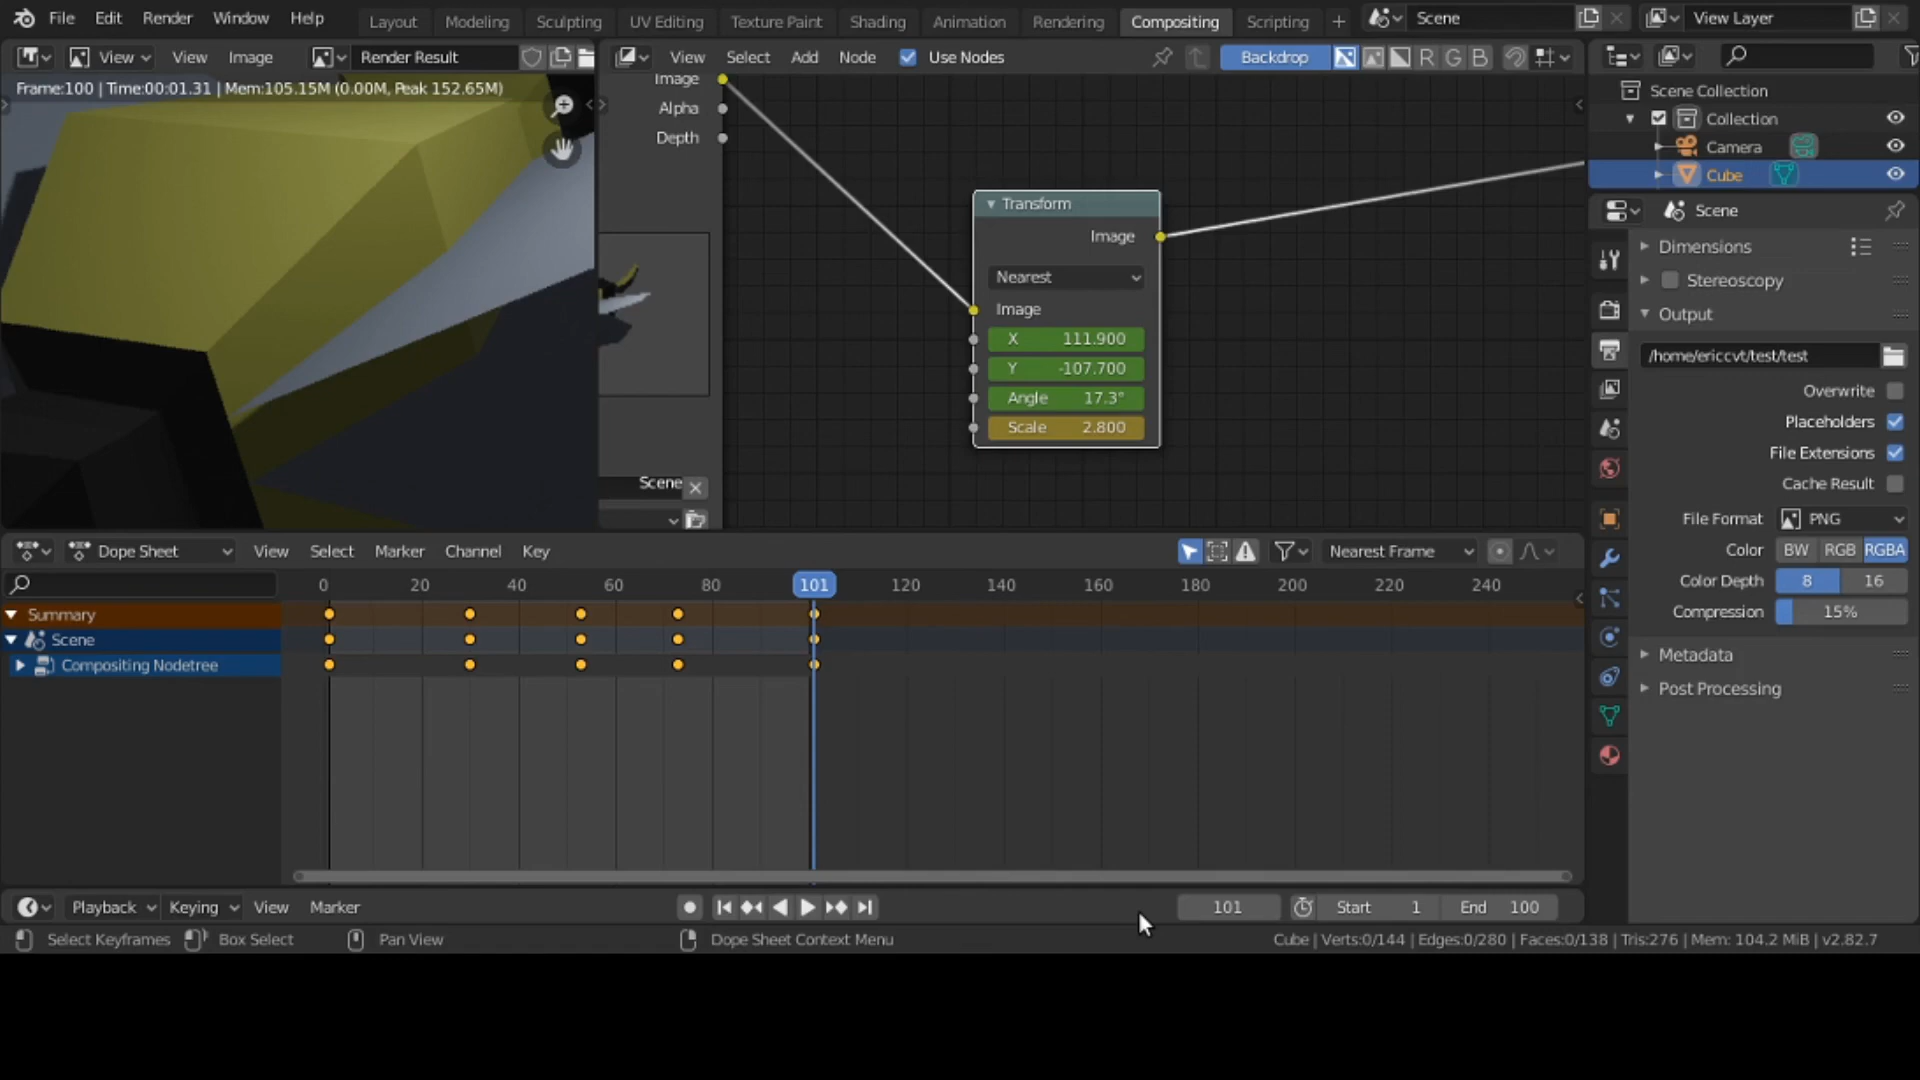 File Edit Render Window Help Layout Modeling Sculpting UV Editing Texture Paint Shading Animation Rendering Compositing Scripting + Scene View Layer
View View Image Render Result View Select Add Node Use Nodes Backdrop R G B
Frame:100 | Time:00:01.31 | Mem:105.15M (0.00M, Peak 152.65M)
Image
Alpha
Depth
Scene
Transform
Image
Nearest
Image
X 111.900
Y -107.700
Angle 17.3°
Scale 2.800
Scene Collection
Collection
Camera
Cube
Scene
Dimensions
Stereoscopy
Output
/home/ericcvt/test/test
Overwrite
Placeholders
File Extensions
Cache Result
File Format PNG
Color BW RGB RGBA
Color Depth 8 16
Compression 15%
Metadata
Post Processing
Dope Sheet View Select Marker Channel Key Nearest Frame
0 20 40 60 80 101 120 140 160 180 200 220 240
Summary
Scene
Compositing Nodetree
Playback Keying View Marker 101 Start 1 End 100
Select Keyframes Box Select Pan View Dope Sheet Context Menu Cube | Verts:0/144 | Edges:0/280 | Faces:0/138 | Tris:276 | Mem: 104.2 MiB | v2.82.7